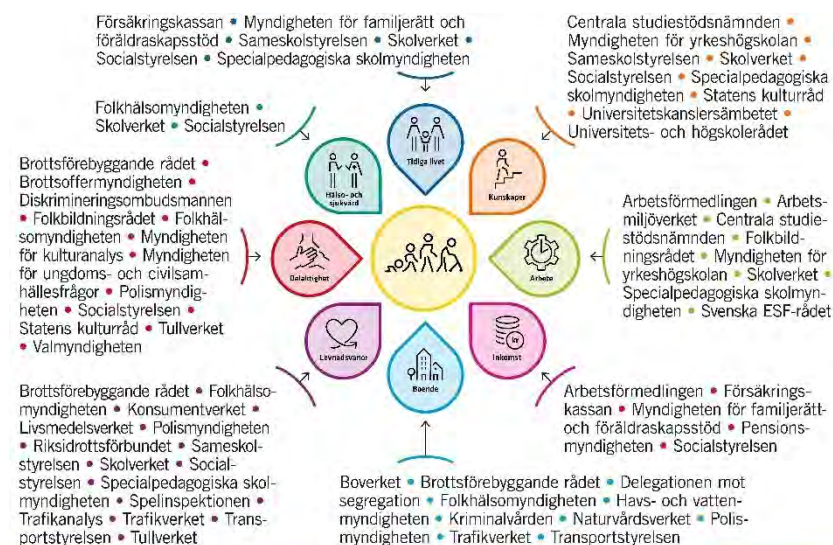 Försäkringskassan • Myndigheten för familjerätt och
föräldraskapsstöd • Sameskolstyrelsen • Skolverket •
Socialstyrelsen • Specialpedagogiska skolmyndigheten
Centrala studiestödsnämnden •
Myndigheten för yrkeshögskolan •
Sameskolstyrelsen • Skolverket •
Socialstyrelsen • Specialpedagogiska
skolmyndigheten • Statens kulturråd
• Universitetskanslersämbetet •
Universitets- och högskolerådet
Folkhälsomyndigheten •
Skolverket • Socialstyrelsen
Tidiga livet
Hälso- och
sjukvård
Kunskaper
Brottsförebyggande rådet •
Brottsoffermyndigheten •
Diskrimineringsombudsmannen
• Folkbildningsrådet • Folkhäl-
somyndigheten • Myndigheten
för kulturanalys • Myndigheten
för ungdoms- och civilsam-
hällesfrågor • Polismyndig-
heten • Socialstyrelsen •
Statens kulturråd • Tullverket
• Valmyndigheten
Delaktighet
Arbete
Arbetsförmedlingen • Arbets-
miljöverket • Centrala studie-
stödsnämnden • Folkbild-
ningsrådet • Myndigheten för
yrkeshögskolan • Skolverket •
Specialpedagogiska skolmyn-
digheten • Svenska ESF-rådet
Levnadsvanor
kr
Inkomst
Boende
Brottsförebyggande rådet • Folkhälso-
myndigheten • Konsumentverket •
Livsmedelsverket • Polismyndigheten
• Riksidrottsförbundet • Sameskol-
styrelsen • Skolverket • Social-
styrelsen • Specialpedagogiska skol-
myndigheten • Spelinspektionen •
Trafikanalys • Trafikverket • Trans-
portstyrelsen • Tullverket
Arbetsförmedlingen • Försäkrings-
kassan • Myndigheten för familjerätt-
och föräldraskapsstöd • Pensions-
myndigheten • Socialstyrelsen
Boverket • Brottsförebyggande rådet • Delegationen mot
segregation • Folkhälsomyndigheten • Havs- och vatten-
myndigheten • Kriminalvården • Naturvårdsverket • Polis-
myndigheten • Trafikverket • Transportstyrelsen